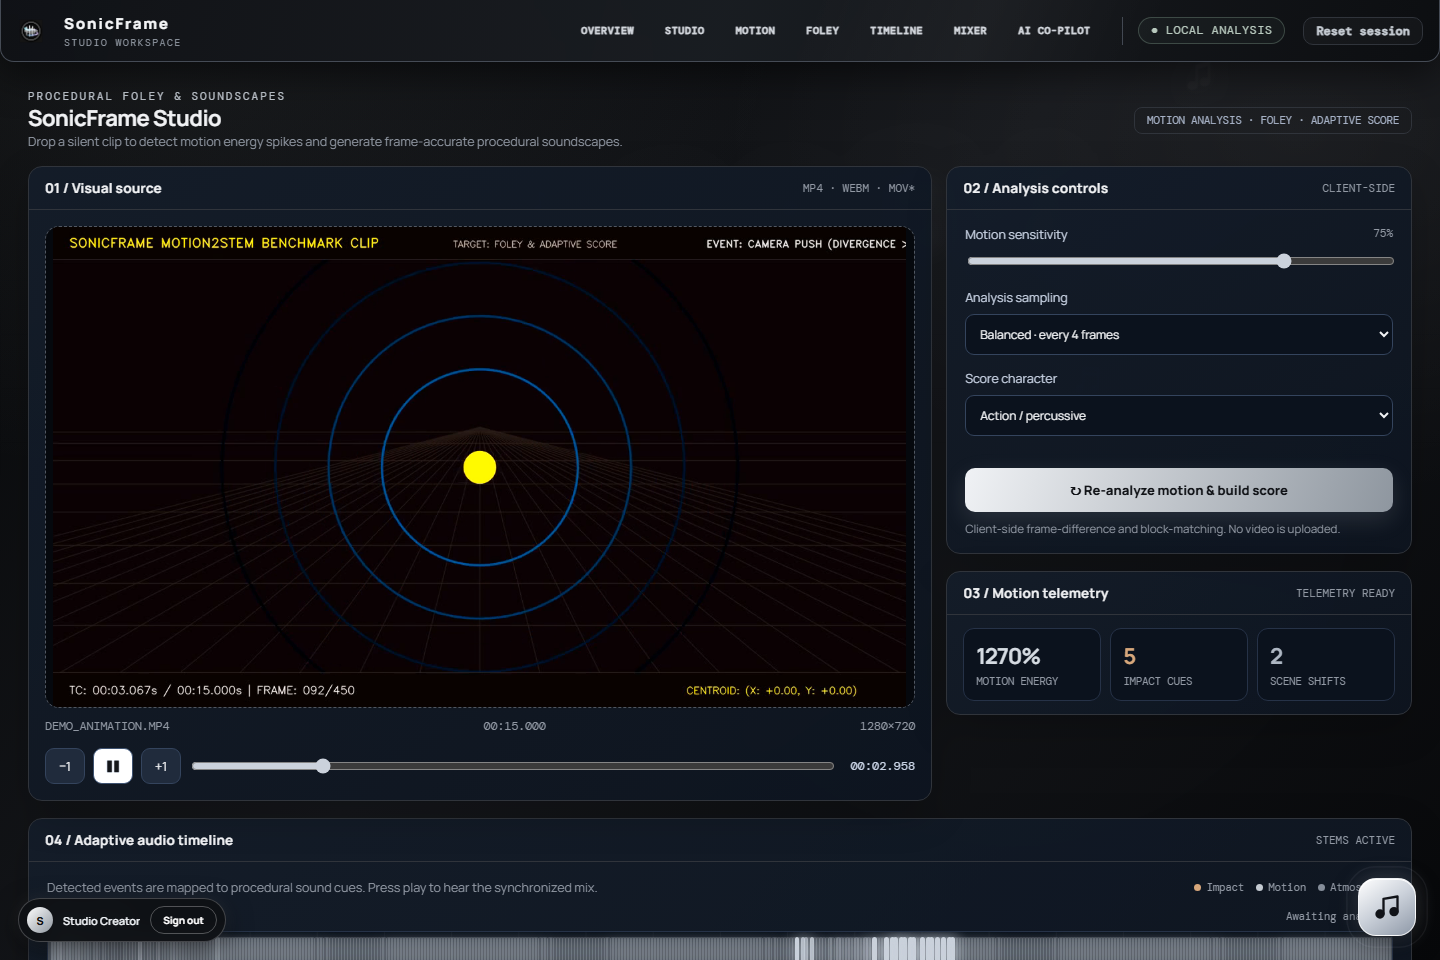 SonicFrame
STUDIO WORKSPACE
OVERVIEW STUDIO MOTION FOLEY TIMELINE MIXER AI CO-PILOT
● LOCAL ANALYSIS
Reset session
PROCEDURAL FOLEY & SOUNDSCAPES
SonicFrame Studio
Drop a silent clip to detect motion energy spikes and generate frame-accurate procedural soundscapes.
MOTION ANALYSIS · FOLEY · ADAPTIVE SCORE
01 / Visual source
MP4 · WEBM · MOV*
SONICFRAME MOTION2STEM BENCHMARK CLIP
TARGET: FOLEY & ADAPTIVE SCORE
EVENT: CAMERA PUSH (DIVERGENCE >
TC: 00:03.067s / 00:15.000s | FRAME: 092/450
CENTROID: (X: +0.00, Y: +0.00)
DEMO_ANIMATION.MP4
00:15.000
1280×720
−1
+1
00:02.958
02 / Analysis controls
CLIENT-SIDE
Motion sensitivity
75%
Analysis sampling
Balanced · every 4 frames
Score character
Action / percussive
↻ Re-analyze motion & build score
Client-side frame-difference and block-matching. No video is uploaded.
03 / Motion telemetry
TELEMETRY READY
1270%
MOTION ENERGY
5
IMPACT CUES
2
SCENE SHIFTS
04 / Adaptive audio timeline
STEMS ACTIVE
Detected events are mapped to procedural sound cues. Press play to hear the synchronized mix.
Impact
Motion
Atmos
Awaiting ana
S
Studio Creator
Sign out